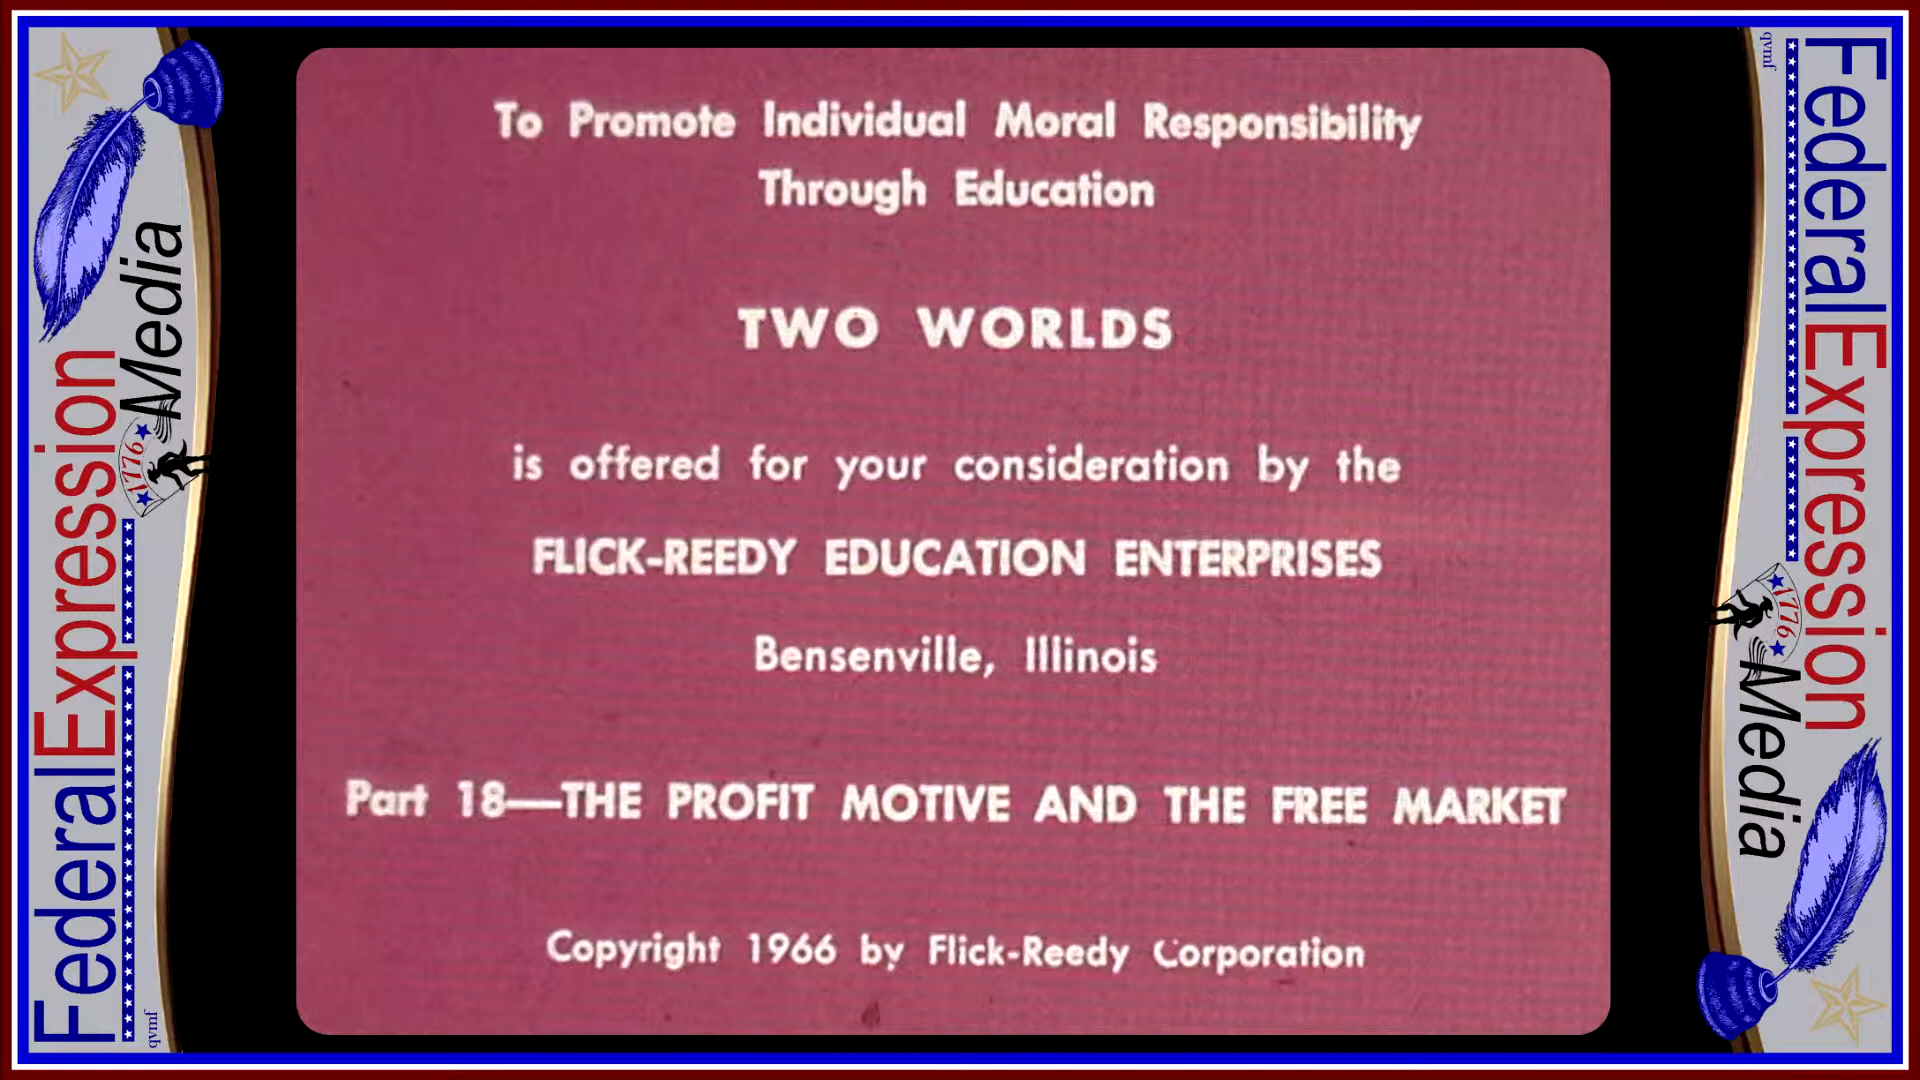 To Promote Individual Moral Responsibility
Through Education
TWO WORLDS
is offered for your consideration by the
FLICK-REEDY EDUCATION ENTERPRISES
Bensenville, Illinois
Part 18—THE PROFIT MOTIVE AND THE FREE MARKET
Copyright 1966 by Flick-Reedy Corporation
FederalExpression
Media
1776
qvmf
FederalExpression
Media
1776
qvmf